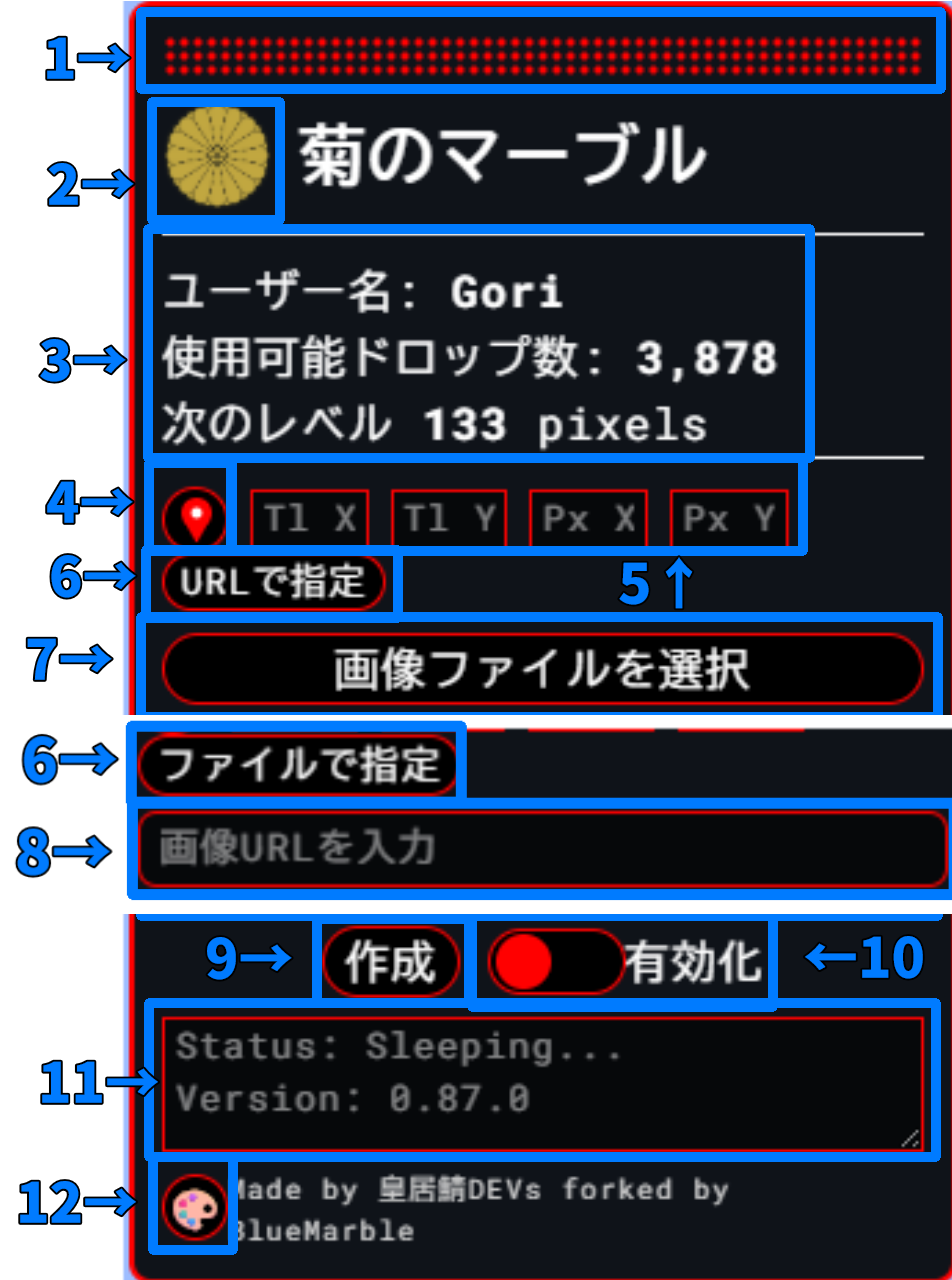 1→
2→
菊のマーブル
ユーザー名: Gori
3→
使用可能ドロップ数: 3,878
次のレベル 133 pixels
4→
Tl X Tl Y Px X Px Y
6→
URLで指定
5↑
7→
画像ファイルを選択
6→
ファイルで指定
8→
画像URLを入力
9→
作成
有効化
←10
Status: Sleeping...
11→
Version: 0.87.0
12→
Made by 皇居鯖DEVs forked by
BlueMarble